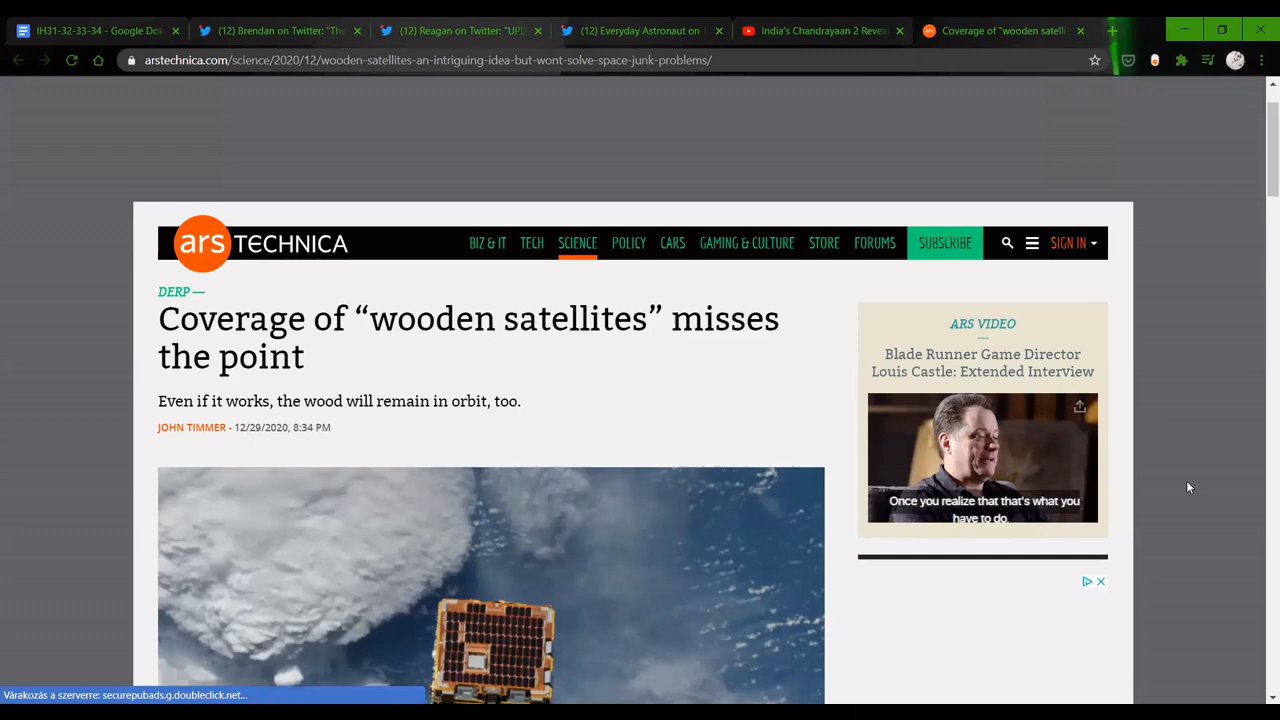 IH31-32-33-34 - Google Dok
(12) Brendan on Twitter: "The
(12) Reagan on Twitter: "UPD
(12) Everyday Astronaut on
India's Chandrayaan 2 Revea
Coverage of "wooden satelli
arstechnica.com/science/2020/12/wooden-satellites-an-intriguing-idea-but-wont-solve-space-junk-problems/
ars TECHNICA
BIZ & IT TECH SCIENCE POLICY CARS GAMING & CULTURE STORE FORUMS SUBSCRIBE SIGN IN
DERP —
Coverage of “wooden satellites” misses
the point
Even if it works, the wood will remain in orbit, too.
JOHN TIMMER - 12/29/2020, 8:34 PM
ARS VIDEO
Blade Runner Game Director
Louis Castle: Extended Interview
Once you realize that that's what you
have to do.
Várakozás a szerverre: securepubads.g.doubleclick.net...